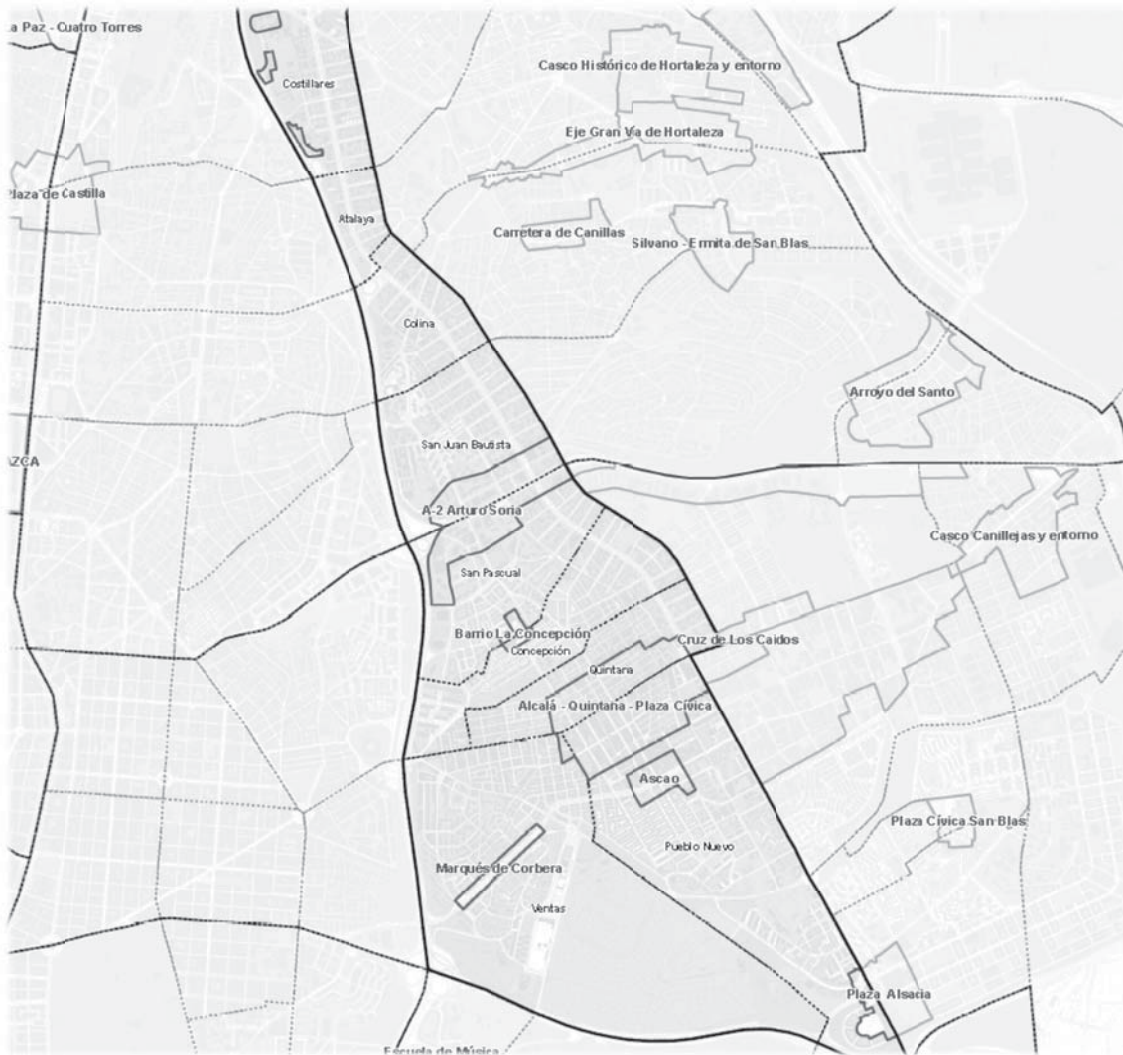 a Paz - Cuatro Torres
Casco Histórico de Hortaleza y entorno
Costillares
Eje Gran Vía de Hortaleza
Plaza de Castilla
Atalaya
Carretera de Canillas
Silvano - Ermita de San Blas
Colina
Arroyo del Santo
San Juan Bautista
AZCA
A-2 Arturo Soria
Casco Canillejas y entorno
San Pascual
Barrio La Concepción
Concepción
Cruz de Los Caídos
Quintana
Alcalá - Quintana - Plaza Cívica
Ascao
Plaza Cívica San Blas
Pueblo Nuevo
Marqués de Corbera
Ventas
Plaza Alsacia
Escuela de Música